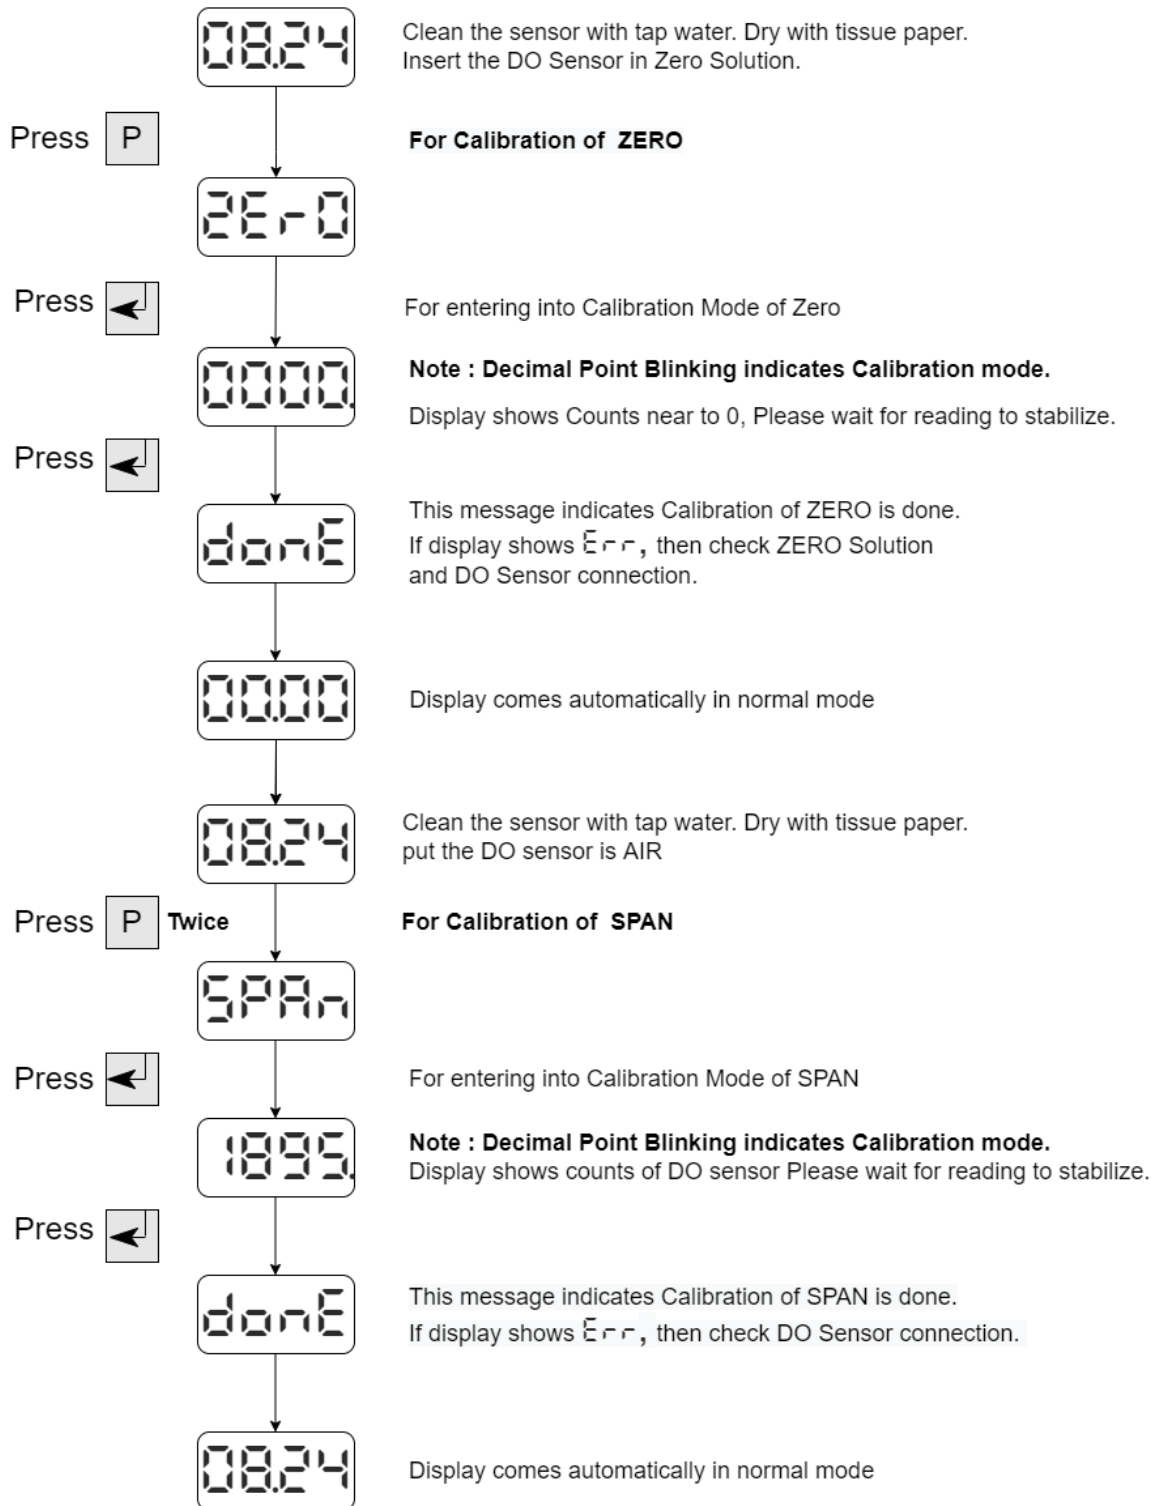 08.24
Clean the sensor with tap water. Dry with tissue paper.
Insert the DO Sensor in Zero Solution.
Press P
For Calibration of ZERO
ZErO
Press
For entering into Calibration Mode of Zero
0000.
Note : Decimal Point Blinking indicates Calibration mode.
Display shows Counts near to 0, Please wait for reading to stabilize.
Press
donE
This message indicates Calibration of ZERO is done.
If display shows Err, then check ZERO Solution
and DO Sensor connection.
00.00
Display comes automatically in normal mode
08.24
Clean the sensor with tap water. Dry with tissue paper.
put the DO sensor is AIR
Press P Twice
For Calibration of SPAN
SPAn
Press
For entering into Calibration Mode of SPAN
1895.
Note : Decimal Point Blinking indicates Calibration mode.
Display shows counts of DO sensor Please wait for reading to stabilize.
Press
donE
This message indicates Calibration of SPAN is done.
If display shows Err, then check DO Sensor connection.
08.24
Display comes automatically in normal mode